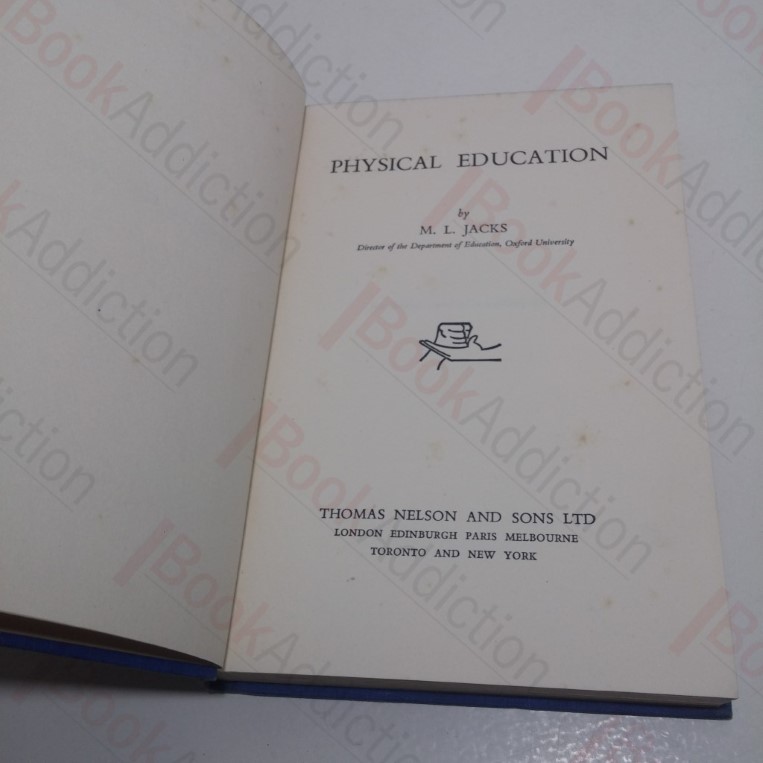 PHYSICAL EDUCATION
by
M. L. JACKS
Director of the Department of Education, Oxford University
THOMAS NELSON AND SONS LTD
LONDON EDINBURGH PARIS MELBOURNE
TORONTO AND NEW YORK
BookAddiction